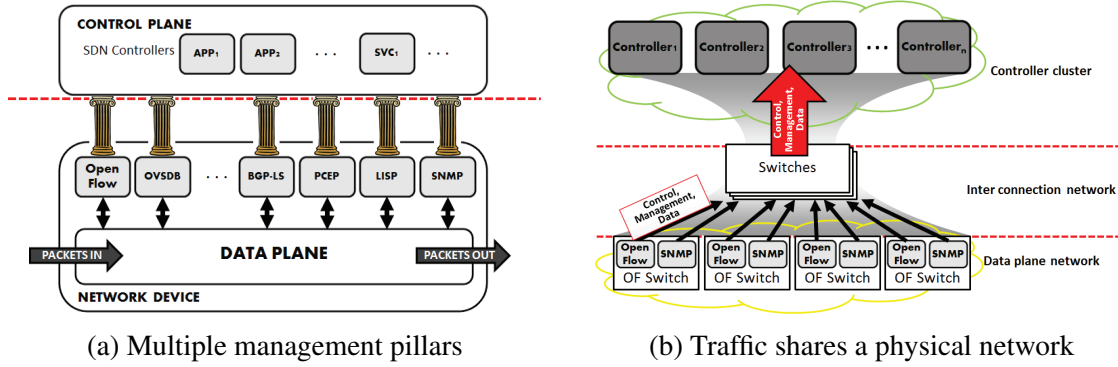 CONTROL PLANE
SDN Controllers
APP1
APP2
. . .
SVC1
. . .
Open Flow
OVSDB
. . .
BGP-LS
PCEP
LISP
SNMP
PACKETS IN
DATA PLANE
PACKETS OUT
NETWORK DEVICE
(a) Multiple management pillars
Controller1
Controller2
Controller3
...
Controllern
Controller cluster
Control, Management, Data
Switches
Inter connection network
Control, Management, Data
Open Flow
SNMP
Open Flow
SNMP
Open Flow
SNMP
Open Flow
SNMP
Data plane network
OF Switch
OF Switch
OF Switch
OF Switch
(b) Traffic shares a physical network